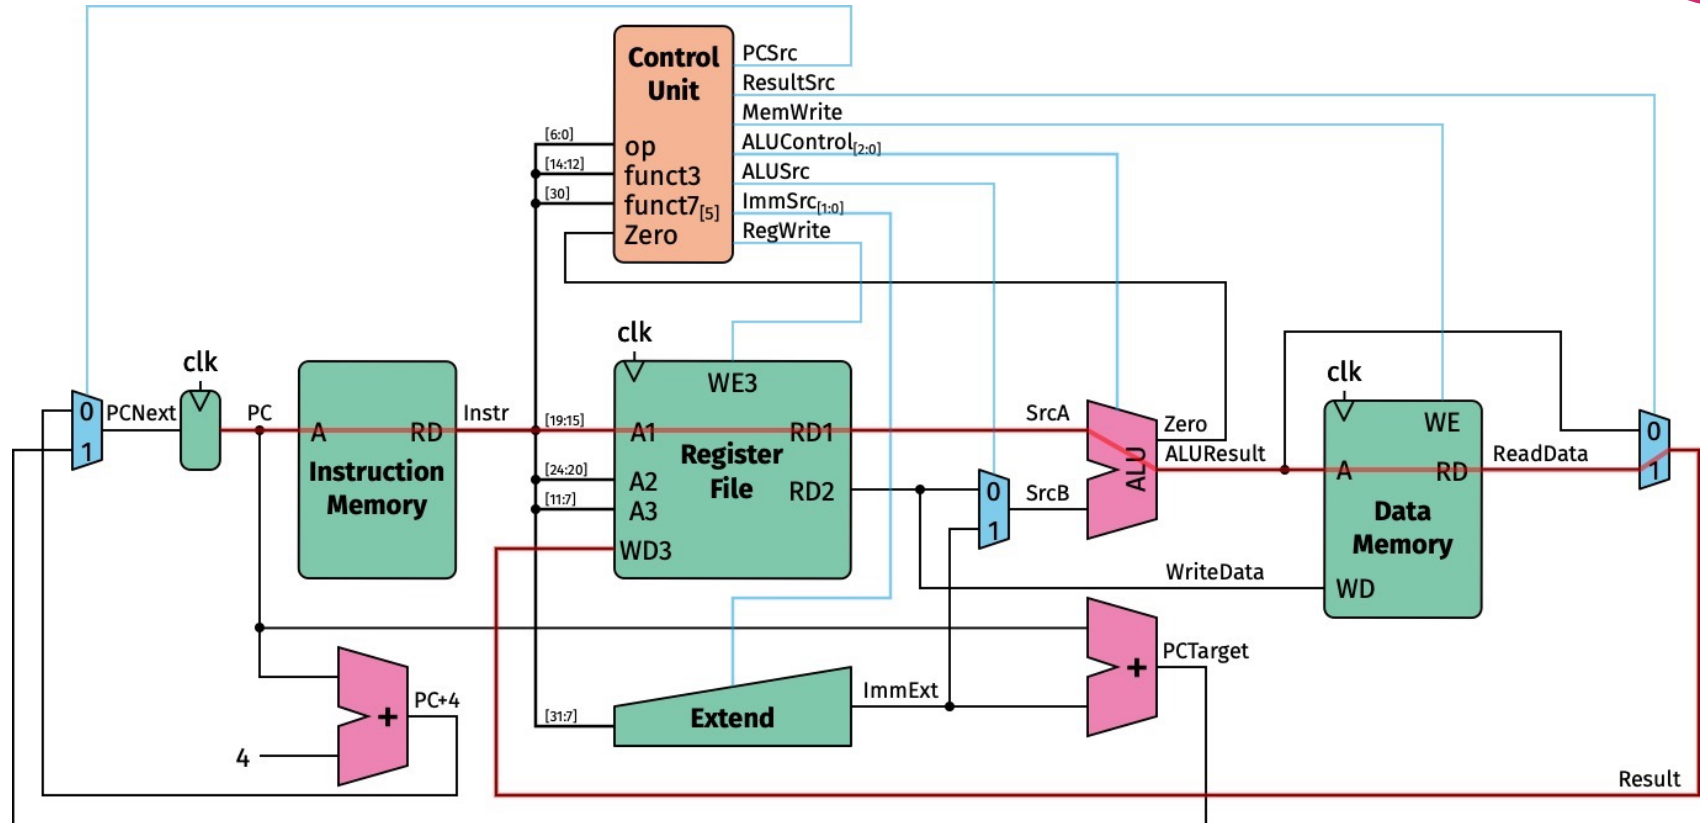 Control
Unit
PCSrc
ResultSrc
MemWrite
ALUControl[2:0]
ALUSrc
ImmSrc[1:0]
RegWrite
[6:0]
op
[14:12]
funct3
[30]
funct7[5]
Zero
clk
0
1
PCNext
PC
A
RD
Instruction
Memory
Instr
clk
WE3
[19:15]
A1
RD1
Register
File
[24:20]
A2
RD2
[11:7]
A3
WD3
SrcA
0
1
SrcB
ALU
Zero
ALUResult
clk
WE
A
RD
Data
Memory
WriteData
WD
ReadData
0
1
+
PC+4
4
[31:7]
Extend
ImmExt
+
PCTarget
Result